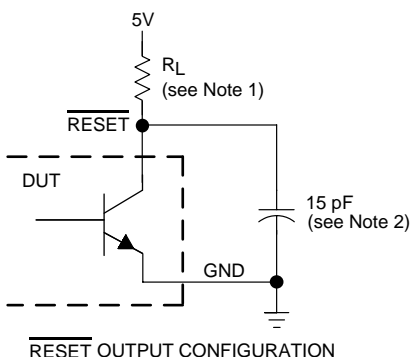 5V
RL
(see Note 1)
RESET
DUT
15 pF
(see Note 2)
GND
RESET OUTPUT CONFIGURATION